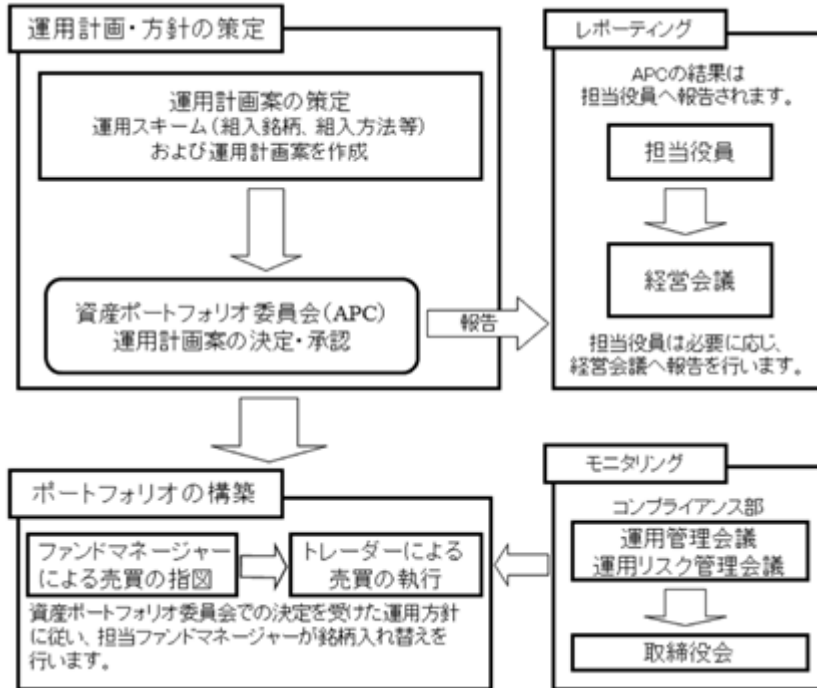 運用計画・方針の策定
運用計画案の策定
運用スキーム(組入銘柄、組入方法等)
および運用計画案を作成
資産ポートフォリオ委員会(APC)
運用計画案の決定・承認
報告
レポーティング
APCの結果は
担当役員へ報告されます。
担当役員
経営会議
担当役員は必要に応じ、
経営会議へ報告を行います。
ポートフォリオの構築
ファンドマネージャー
による売買の指図
トレーダーによる
売買の執行
資産ポートフォリオ委員会での決定を受けた運用方針
に従い、担当ファンドマネージャーが銘柄入れ替えを
行います。
モニタリング
コンプライアンス部
運用管理会議
運用リスク管理会議
取締役会